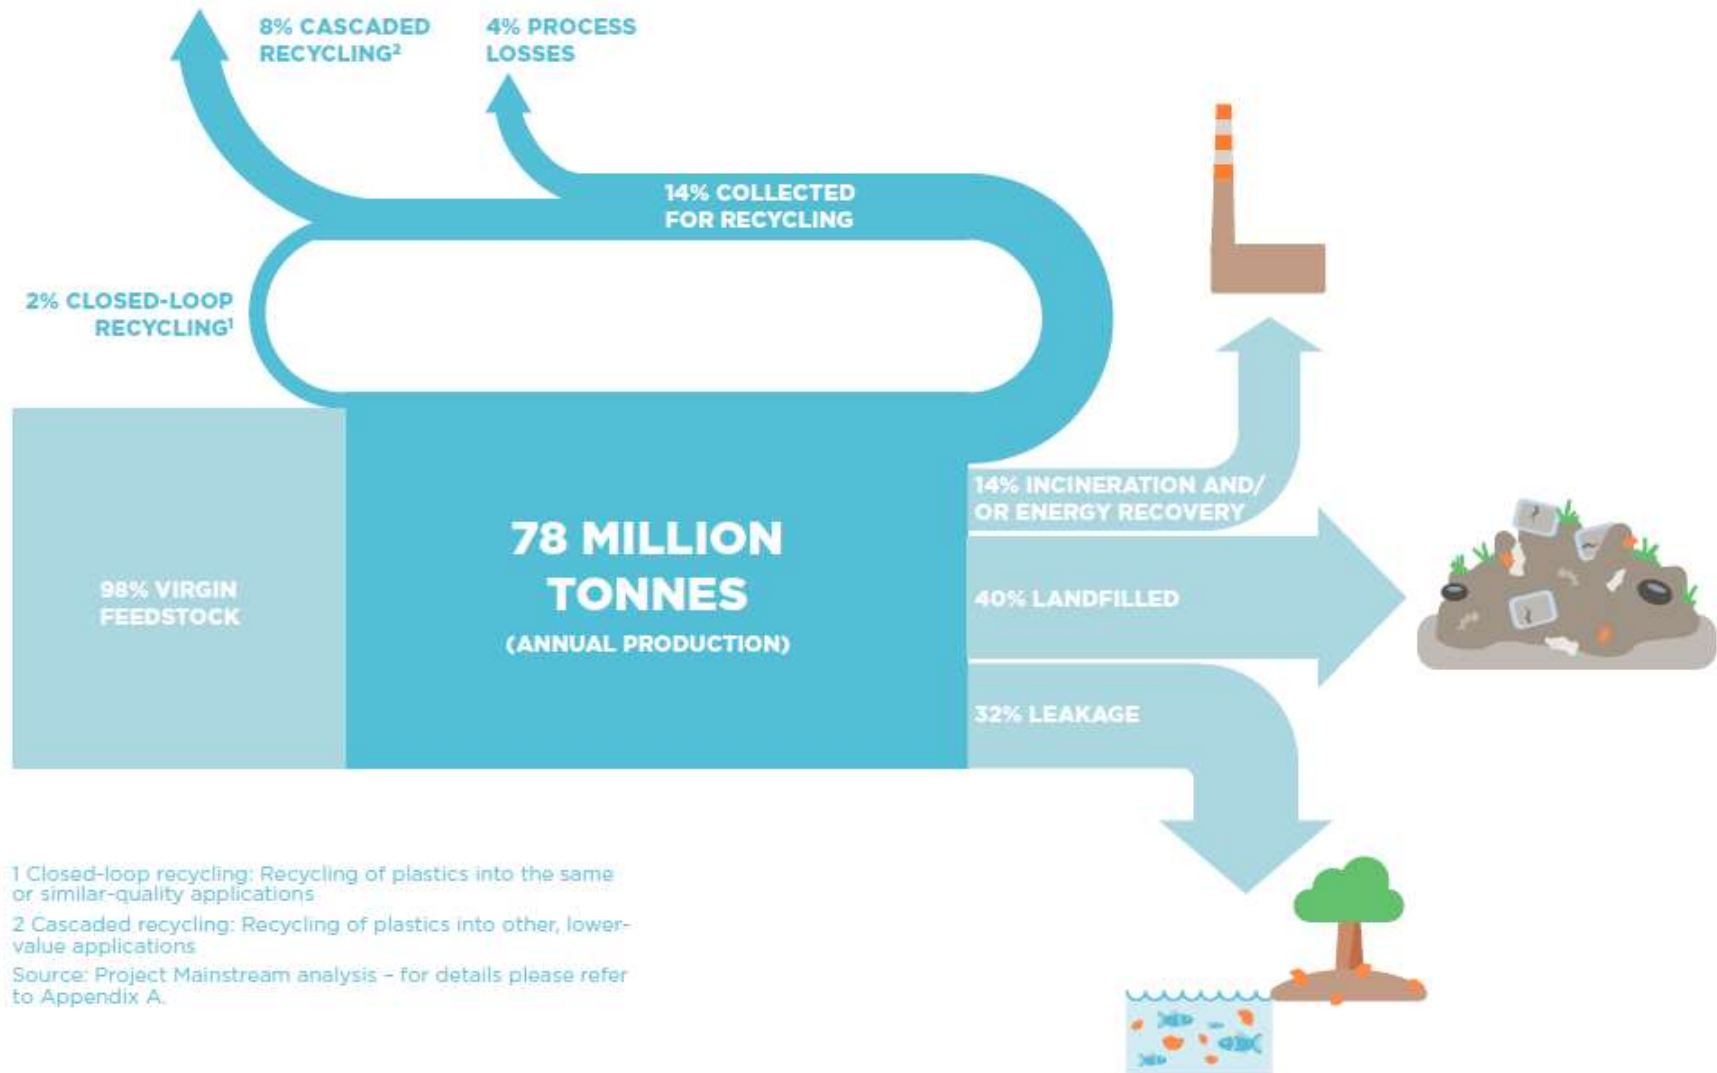 8% CASCADED
RECYCLING²
4% PROCESS
LOSSES
14% COLLECTED
FOR RECYCLING
2% CLOSED-LOOP
RECYCLING¹
98% VIRGIN
FEEDSTOCK
78 MILLION
TONNES
(ANNUAL PRODUCTION)
14% INCINERATION AND/
OR ENERGY RECOVERY
40% LANDFILLED
32% LEAKAGE
1 Closed-loop recycling: Recycling of plastics into the same
or similar-quality applications
2 Cascaded recycling: Recycling of plastics into other, lower-
value applications
Source: Project Mainstream analysis – for details please refer
to Appendix A.